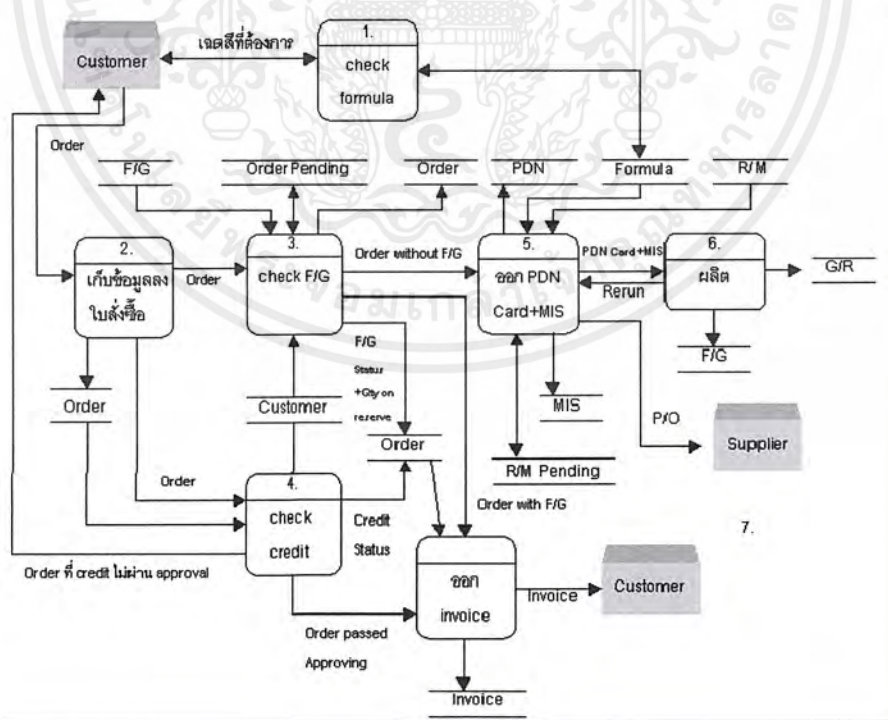 เฉดสีที่ต้องการ
Customer
1.
check
formula
Order
F/G
Order Pending
Order
PDN
Formula
R/M
2.
เก็บข้อมูลลง
ใบสั่งซื้อ
Order
3.
check F/G
Order without F/G
5.
ออก PDN
Card+MIS
PDN Card+MIS
Rerun
6.
ผลิต
G/R
F/G
Order
Customer
F/G
Status
+Qty on
reserve
Order
MIS
P/O
Supplier
R/M Pending
Order
4.
check
credit
Credit
Status
Order with F/G
7.
Order ที่ credit ไม่ผ่าน approval
ออก
invoice
Invoice
Customer
Order passed
Approving
Invoice